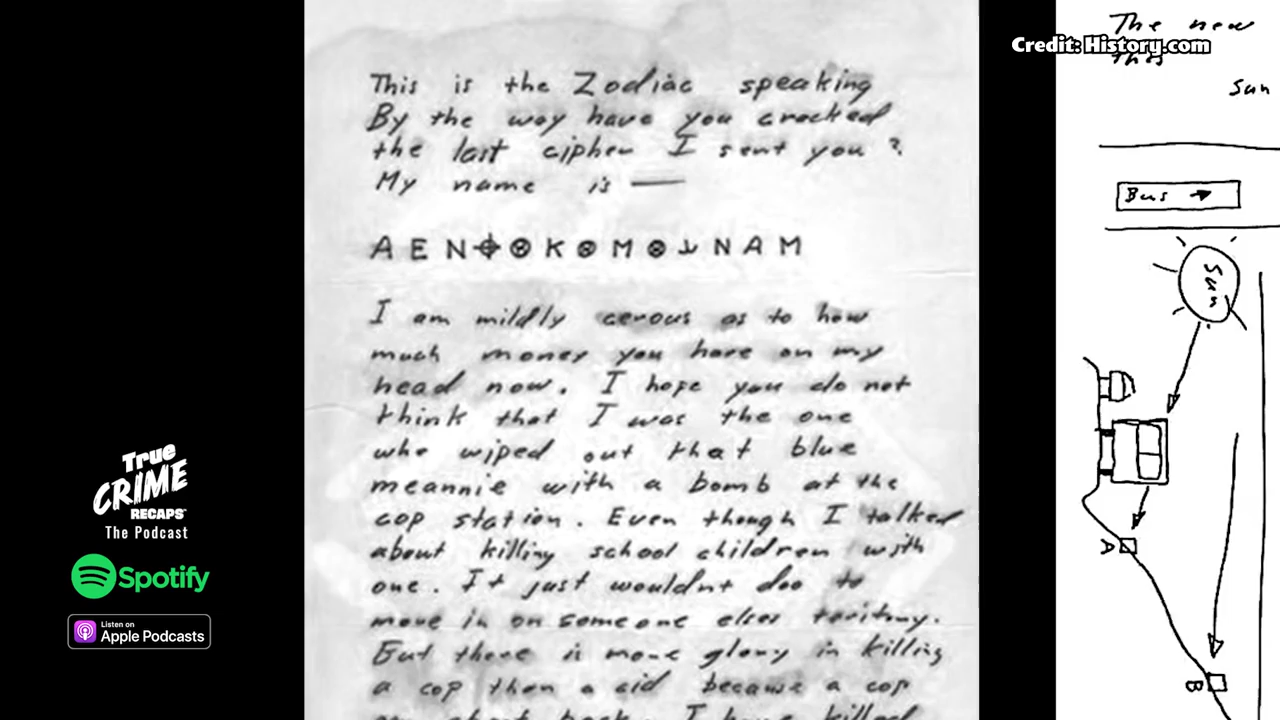 This is the Zodiac speaking
By the way have you cracked
the last cipher I sent you ?
My name is —
A E N ⌖ ⊗ K ⊗ M ⊗ ⅄ N A M
I am mildly cerous as to how
much money you have on my
head now. I hope you do not
think that I was the one
who wiped out that blue
meannie with a bomb at the
cop station. Even though I talked
about killing school children with
one. It just wouldnt doo to
move in on someone elses teritory.
But there is more glory in killing
a cop than a cid because a cop
I have killed
The new
Credit: History.com
Sun
Bus →
Sun
A
B
True
CRIME
RECAPS
The Podcast
Spotify
Listen on
Apple Podcasts